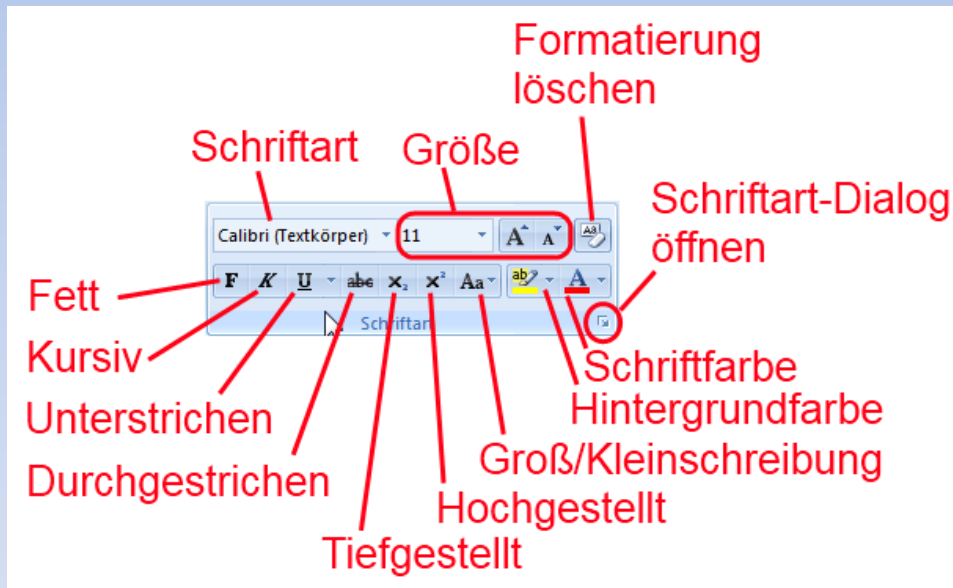 Formatierung
löschen
Schriftart
Größe
Schriftart-Dialog
öffnen
Calibri (Textkörper)
11
A A Aa
F K U abc x₂ x² Aa ab A
Schriftart
Fett
Kursiv
Unterstrichen
Durchgestrichen
Tiefgestellt
Hochgestellt
Groß/Kleinschreibung
Hintergrundfarbe
Schriftfarbe